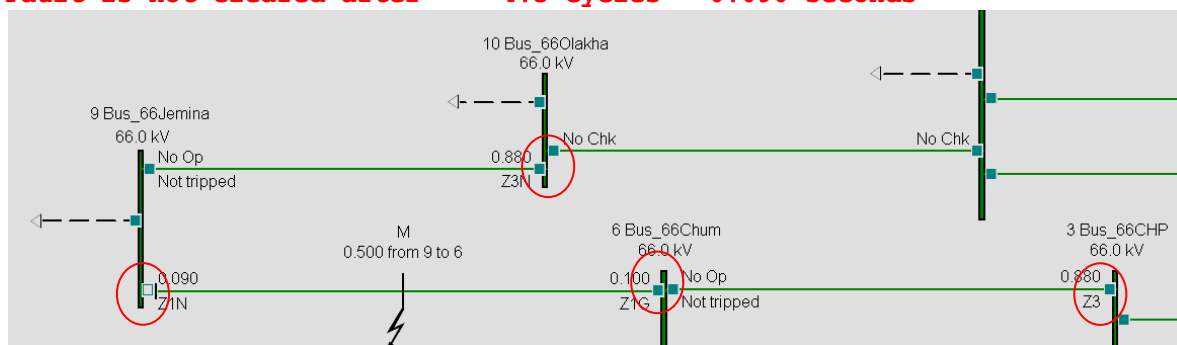 10 Bus_66Olakha
66.0 kV
9 Bus_66Jemina
66.0 kV
No Op
Not tripped
0.880
Z3N
No Chk
No Chk
M
0.500 from 9 to 6
6 Bus_66Chum
66.0 kV
3 Bus_66CHP
66.0 kV
0.090
Z1N
0.100
Z1G
No Op
Not tripped
0.880
Z3